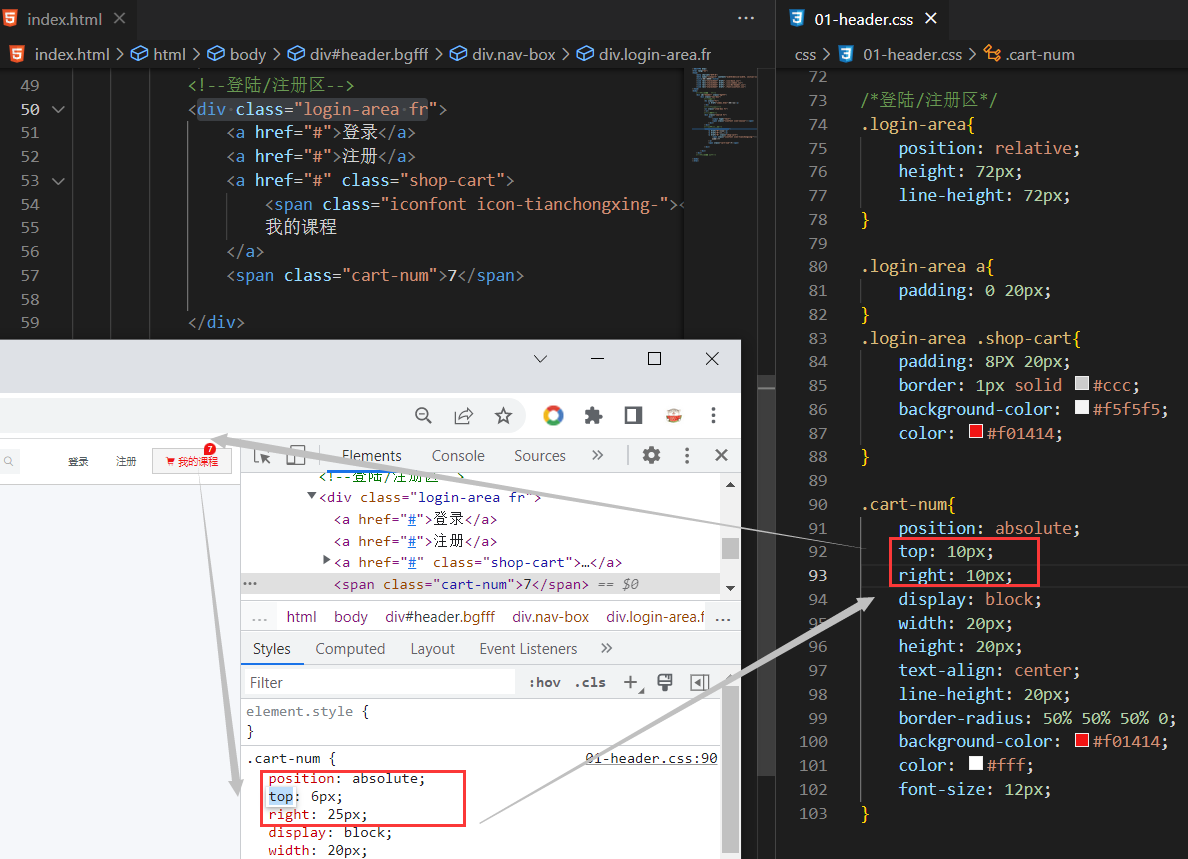 index.html
index.html > html > body > div#header.bgfff > div.nav-box > div.login-area.fr
49 <!--登陆/注册区-->
50 <div class="login-area fr">
51 <a href="#">登录</a>
52 <a href="#">注册</a>
53 <a href="#" class="shop-cart">
54 <span class="iconfont icon-tianchongxing-"><
55 我的课程
56 </a>
57 <span class="cart-num">7</span>
58
59 </div>
登录 注册 我的课程 7
Elements Console Sources »
<!--登陆/注册区-->
<div class="login-area fr">
<a href="#">登录</a>
<a href="#">注册</a>
<a href="#" class="shop-cart">…</a>
<span class="cart-num">7</span> == $0
... html body div#header.bgfff div.nav-box div.login-area.f ...
Styles Computed Layout Event Listeners »
Filter :hov .cls +
element.style {
}
.cart-num { 01-header.css:90
position: absolute;
top: 6px;
right: 25px;
display: block;
width: 20px;
01-header.css
css > 01-header.css > .cart-num
72
73 /*登陆/注册区*/
74 .login-area{
75 position: relative;
76 height: 72px;
77 line-height: 72px;
78 }
79
80 .login-area a{
81 padding: 0 20px;
82 }
83 .login-area .shop-cart{
84 padding: 8PX 20px;
85 border: 1px solid #ccc;
86 background-color: #f5f5f5;
87 color: #f01414;
88 }
89
90 .cart-num{
91 position: absolute;
92 top: 10px;
93 right: 10px;
94 display: block;
95 width: 20px;
96 height: 20px;
97 text-align: center;
98 line-height: 20px;
99 border-radius: 50% 50% 50% 0;
100 background-color: #f01414;
101 color: #fff;
102 font-size: 12px;
103 }